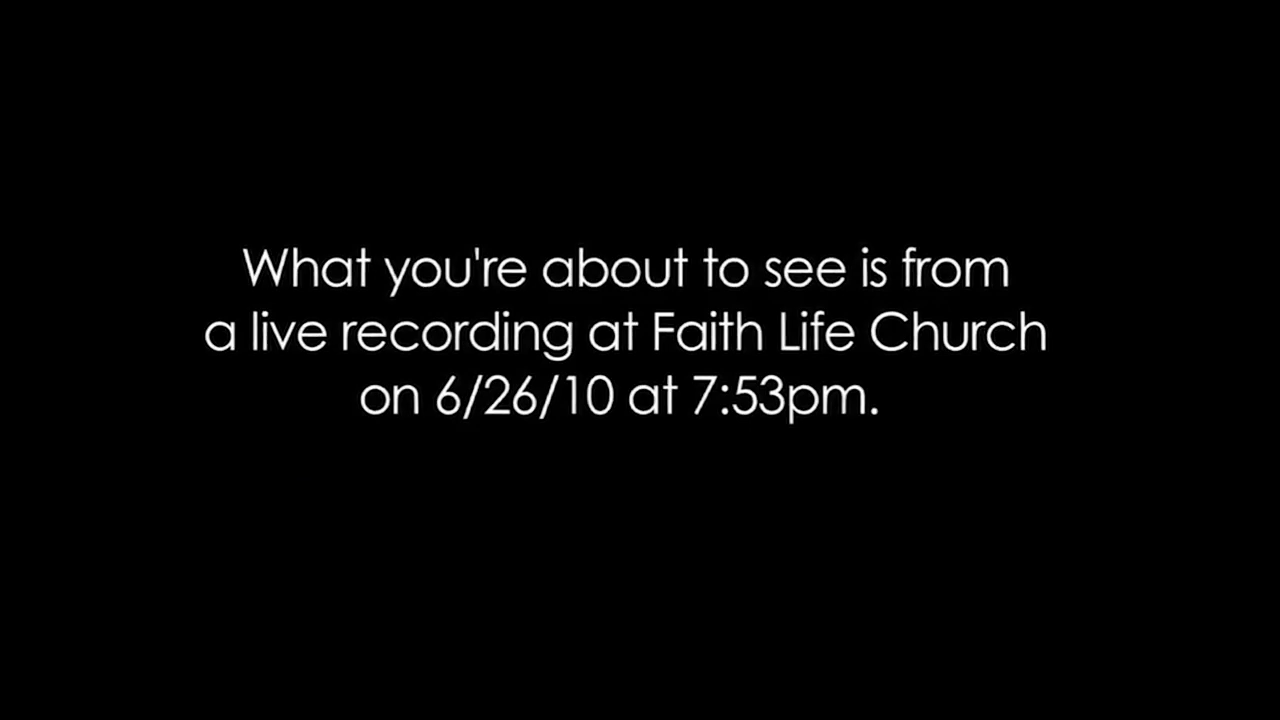 What you're about to see is from
a live recording at Faith Life Church
on 6/26/10 at 7:53pm.